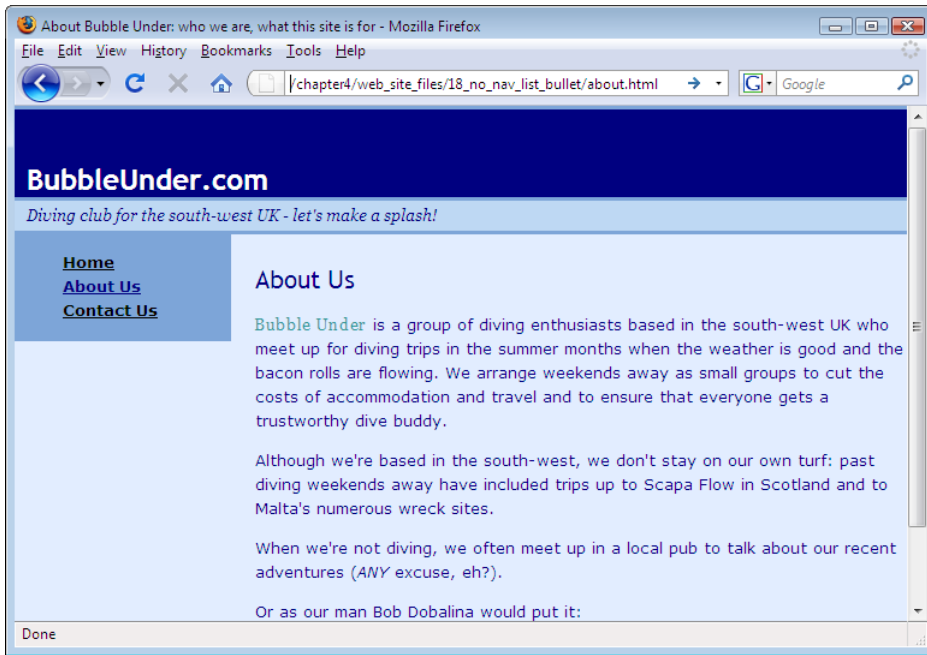 About Bubble Under: who we are, what this site is for - Mozilla Firefox
File Edit View History Bookmarks Tools Help
/chapter4/web_site_files/18_no_nav_list_bullet/about.html
G Google
BubbleUnder.com
Diving club for the south-west UK - let's make a splash!
Home
About Us
Contact Us
About Us
Bubble Under is a group of diving enthusiasts based in the south-west UK who
meet up for diving trips in the summer months when the weather is good and the
bacon rolls are flowing. We arrange weekends away as small groups to cut the
costs of accommodation and travel and to ensure that everyone gets a
trustworthy dive buddy.
Although we're based in the south-west, we don't stay on our own turf: past
diving weekends away have included trips up to Scapa Flow in Scotland and to
Malta's numerous wreck sites.
When we're not diving, we often meet up in a local pub to talk about our recent
adventures (ANY excuse, eh?).
Or as our man Bob Dobalina would put it:
Done